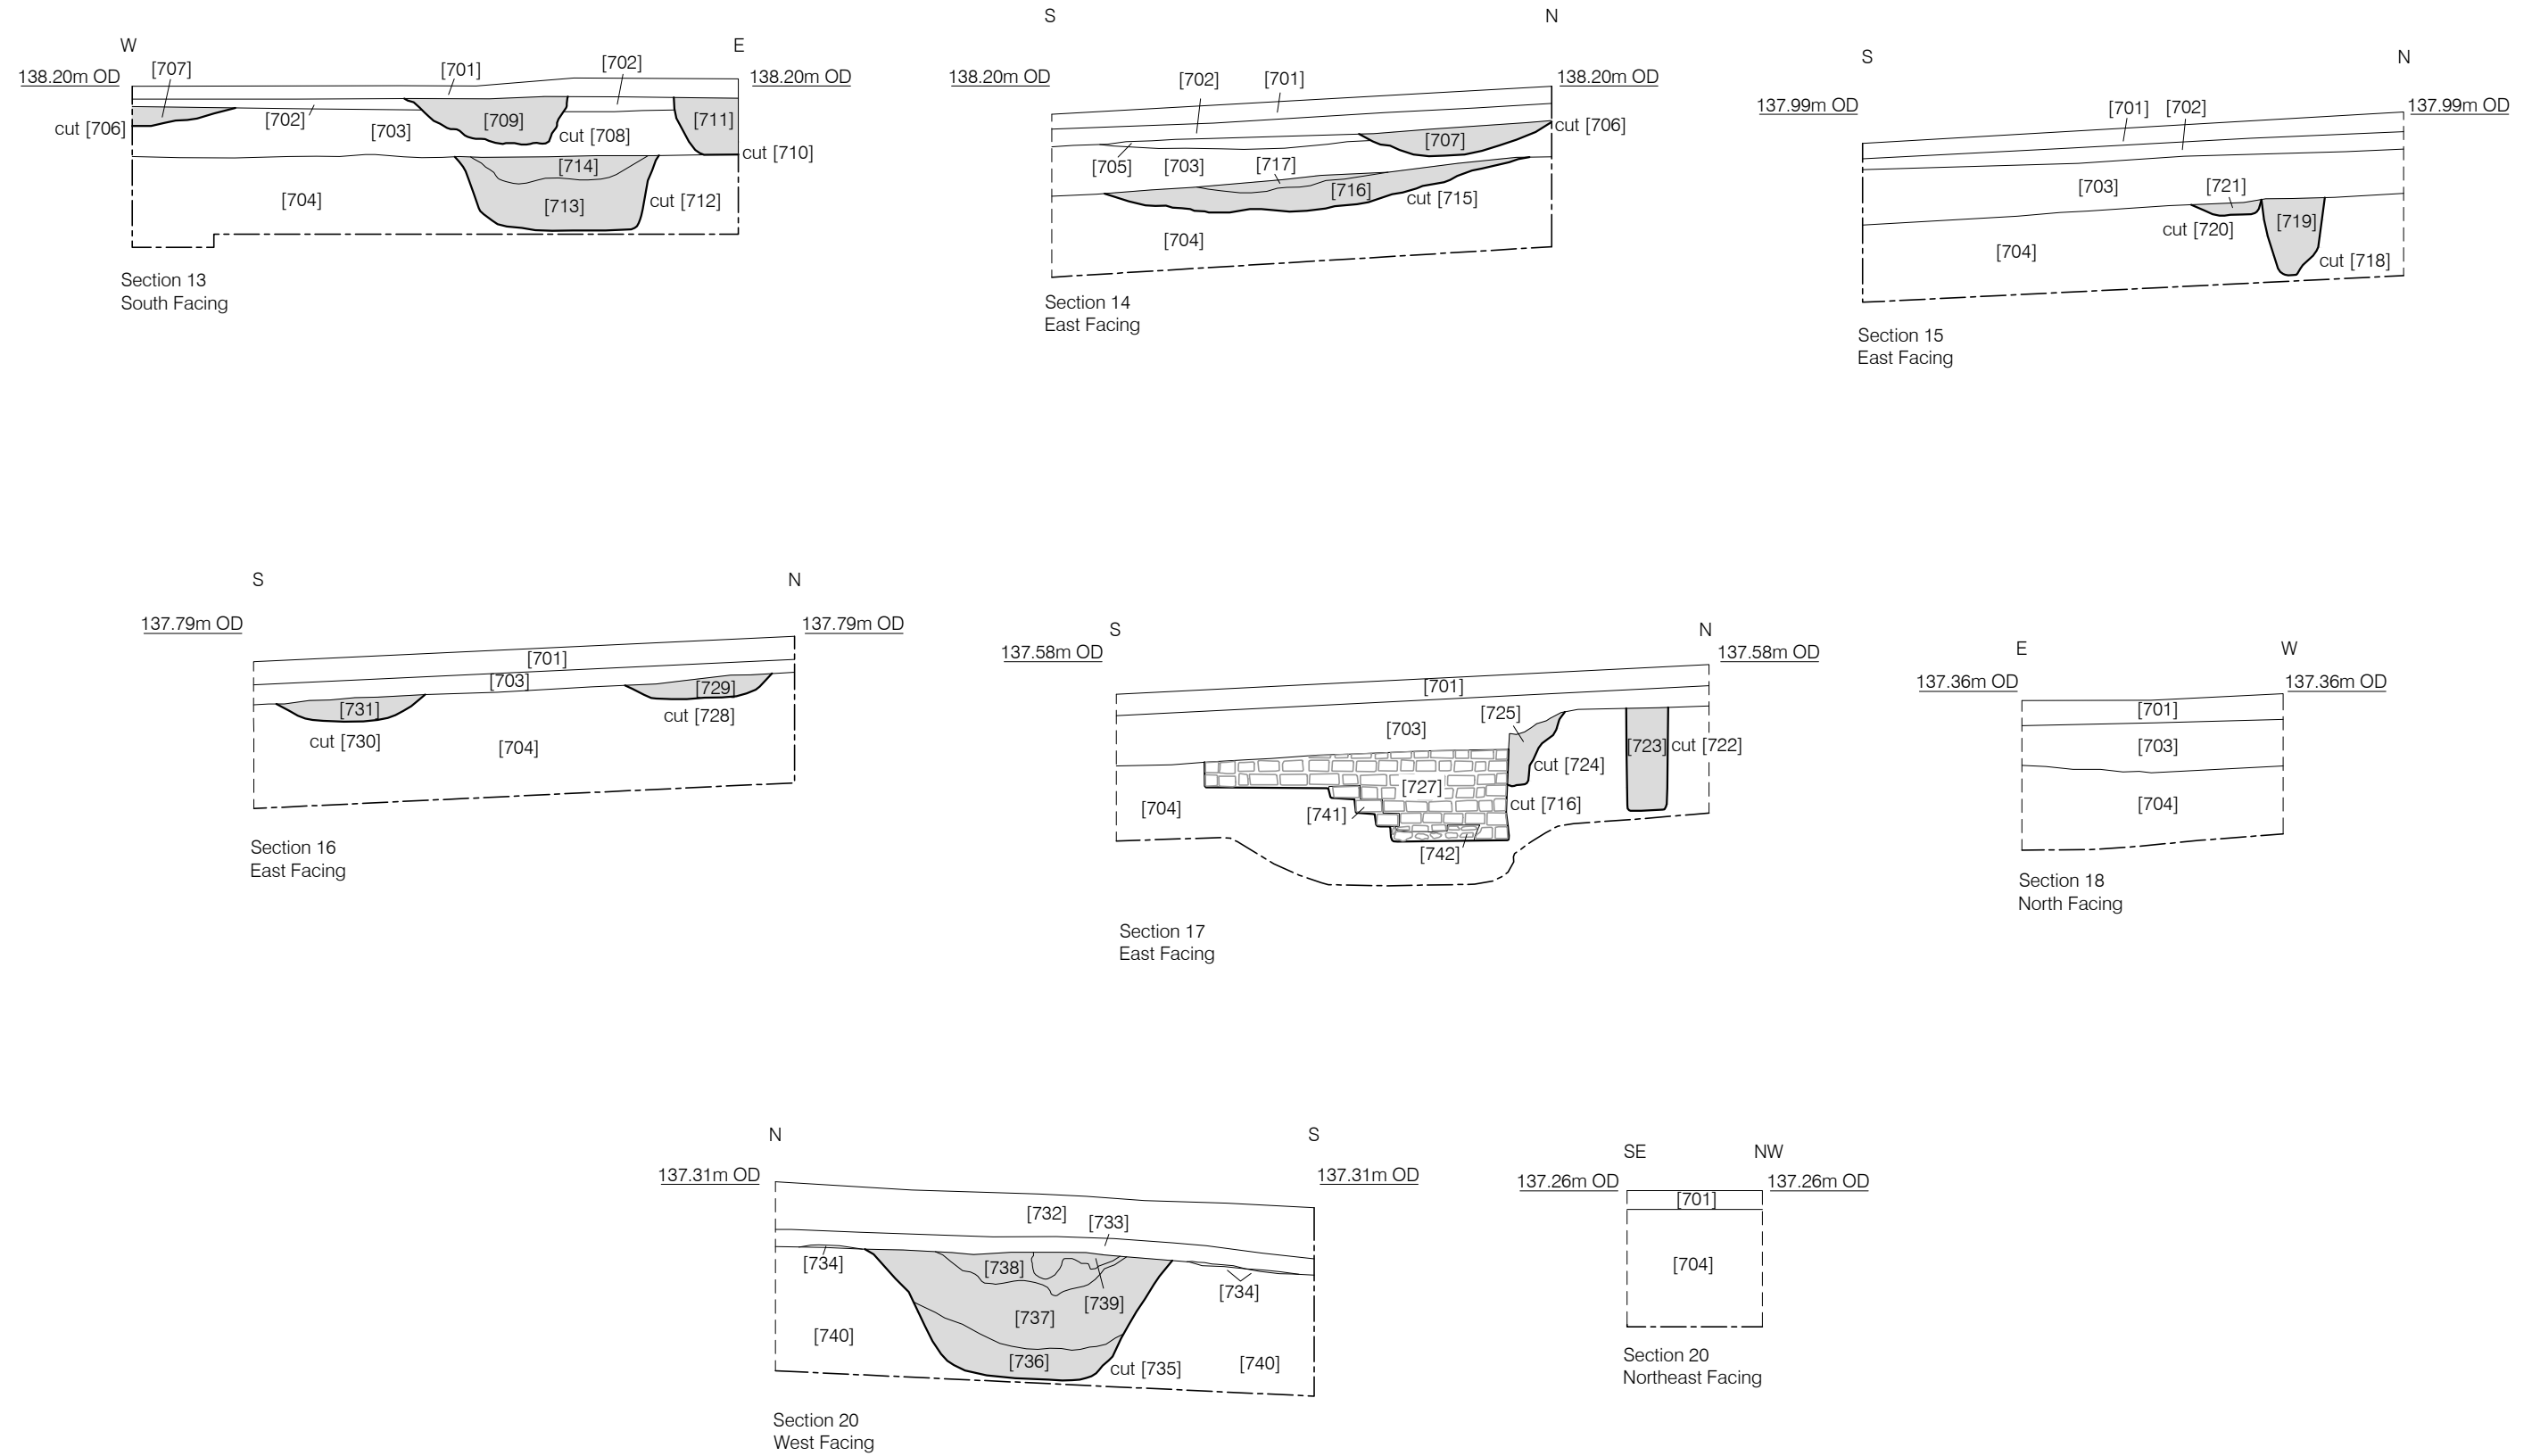 W
E
138.20m OD
[707]
[701]
[702]
138.20m OD
cut [706]
[702]
[703]
[709]
cut [708]
[711]
cut [710]
[714]
[704]
[713]
cut [712]
Section 13
South Facing
S
N
138.20m OD
[702]
[701]
138.20m OD
cut [706]
[707]
[705]
[703]
[717]
[716]
cut [715]
[704]
Section 14
East Facing
S
N
137.99m OD
[701]
[702]
137.99m OD
[703]
[721]
[719]
cut [720]
[704]
cut [718]
Section 15
East Facing
S
N
137.79m OD
137.79m OD
[701]
[703]
[729]
[731]
cut [728]
cut [730]
[704]
Section 16
East Facing
S
N
137.58m OD
137.58m OD
[701]
[725]
[703]
[723]
cut [722]
cut [724]
[727]
cut [716]
[704]
[741]
[742]
Section 17
East Facing
E
W
137.36m OD
137.36m OD
[701]
[703]
[704]
Section 18
North Facing
N
S
137.31m OD
137.31m OD
[732]
[733]
[734]
[738]
[734]
[739]
[737]
[740]
[736]
cut [735]
[740]
Section 20
West Facing
SE
NW
137.26m OD
137.26m OD
[701]
[704]
Section 20
Northeast Facing